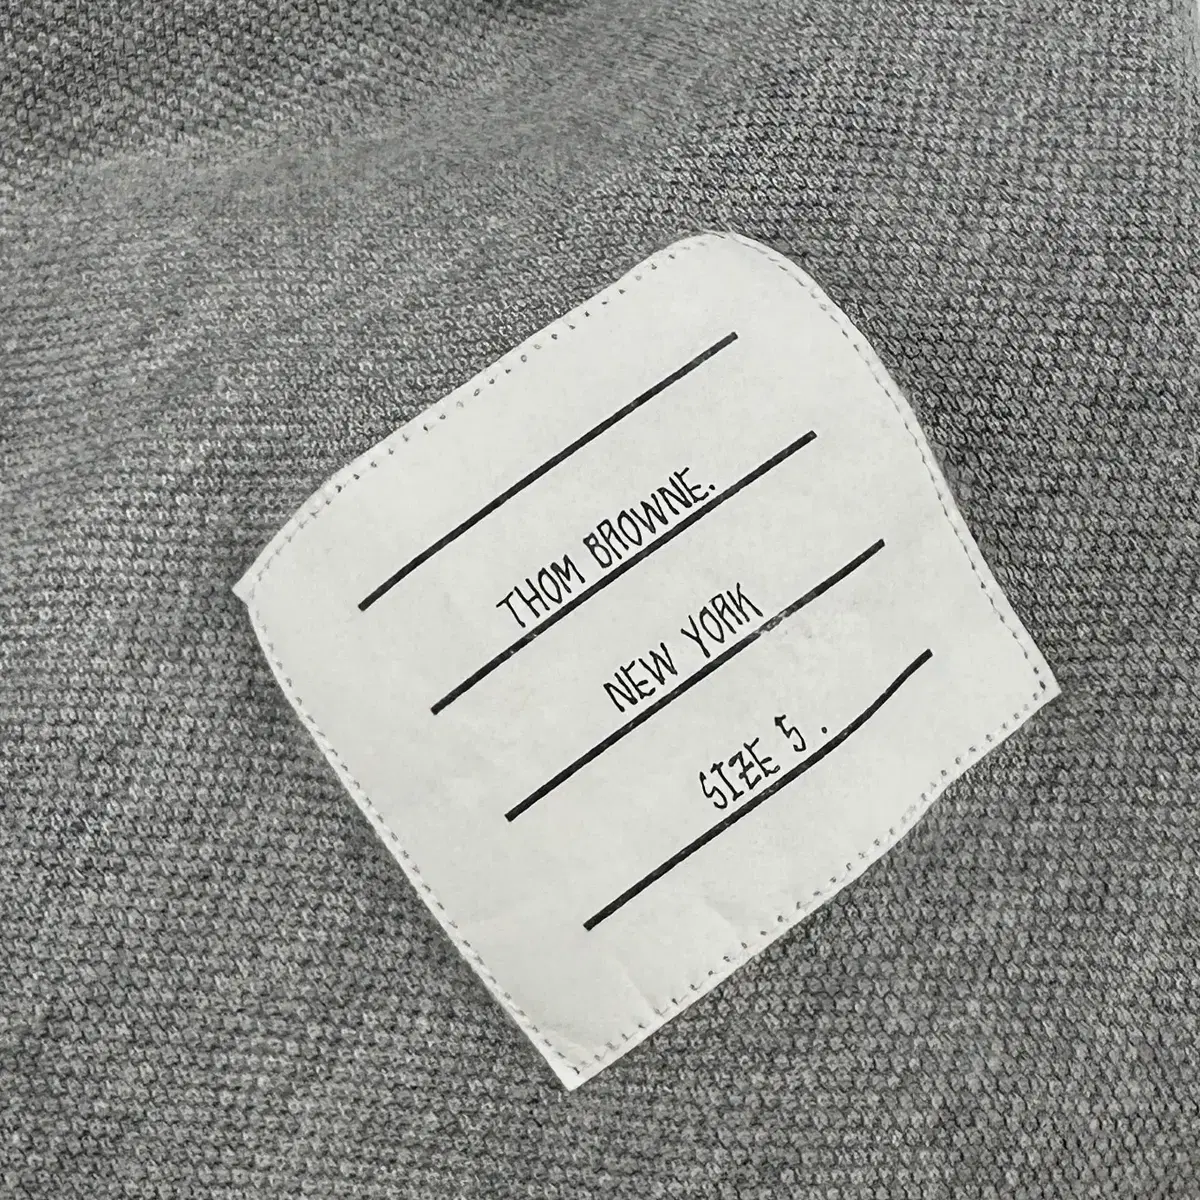 THOM BROWNE.
NEW YORK
SIZE 5 .